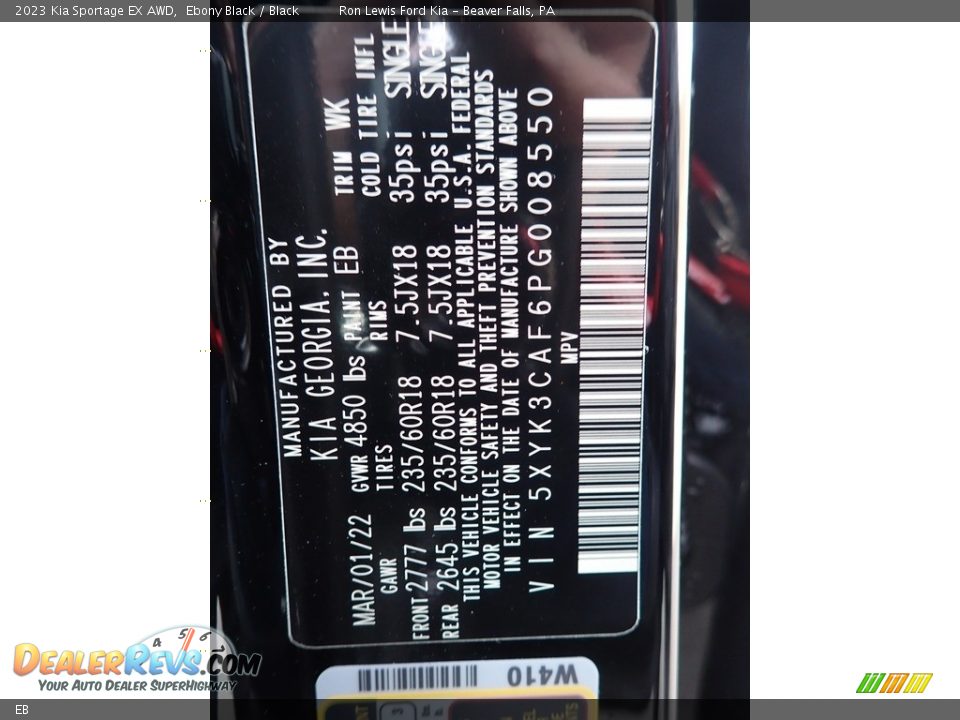 2023 Kia Sportage EX AWD, Ebony Black / Black Ron Lewis Ford Kia - Beaver Falls, PA
MANUFACTURED BY
KIA GEORGIA. INC.
MAR/01/22 GVWR 4850 lbs PAINT EB TRIM WK
GAWR TIRES RIMS COLD TIRE INFL
FRONT 2777 lbs 235/60R18 7.5JX18 35psi SINGLE
REAR 2645 lbs 235/60R18 7.5JX18 35psi SINGLE
THIS VEHICLE CONFORMS TO ALL APPLICABLE U.S.A. FEDERAL
MOTOR VEHICLE SAFETY AND THEFT PREVENTION STANDARDS
IN EFFECT ON THE DATE OF MANUFACTURE SHOWN ABOVE
VIN 5XYK3CAF6PG008550
MPV
W410
4 5 6
DEALERREVS.COM
YOUR AUTO DEALER SUPERHIGHWAY
EB